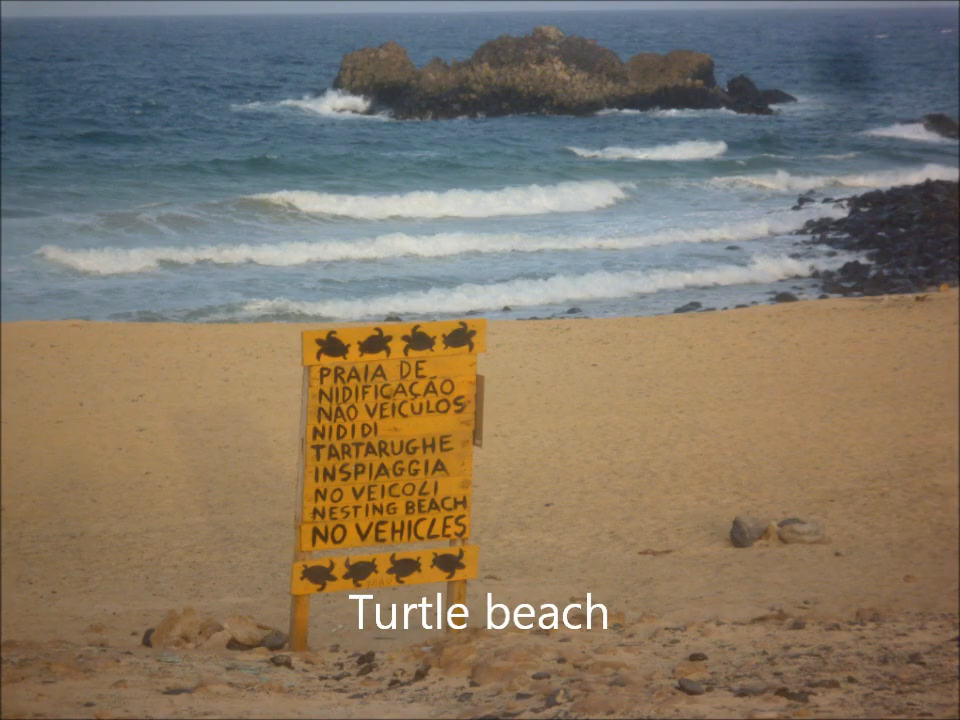 PRAIA DE
NIDIFICAÇÃO
NÃO VEÍCULOS
NIDI DI
TARTARUGHE
INSPIAGGIA
NO VEICOLI
NESTING BEACH
NO VEHICLES
Turtle beach